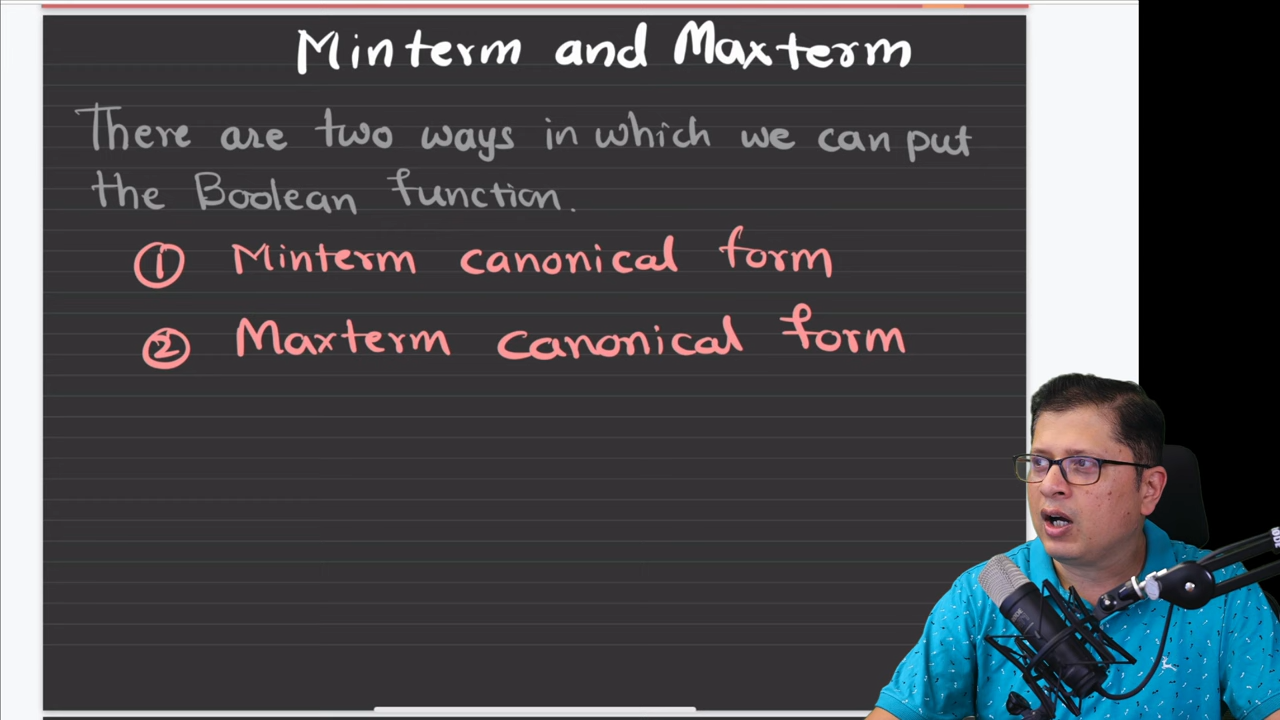 Minterm and Maxterm
There are two ways in which we can put
the Boolean function.
① Minterm canonical form
② Maxterm canonical form